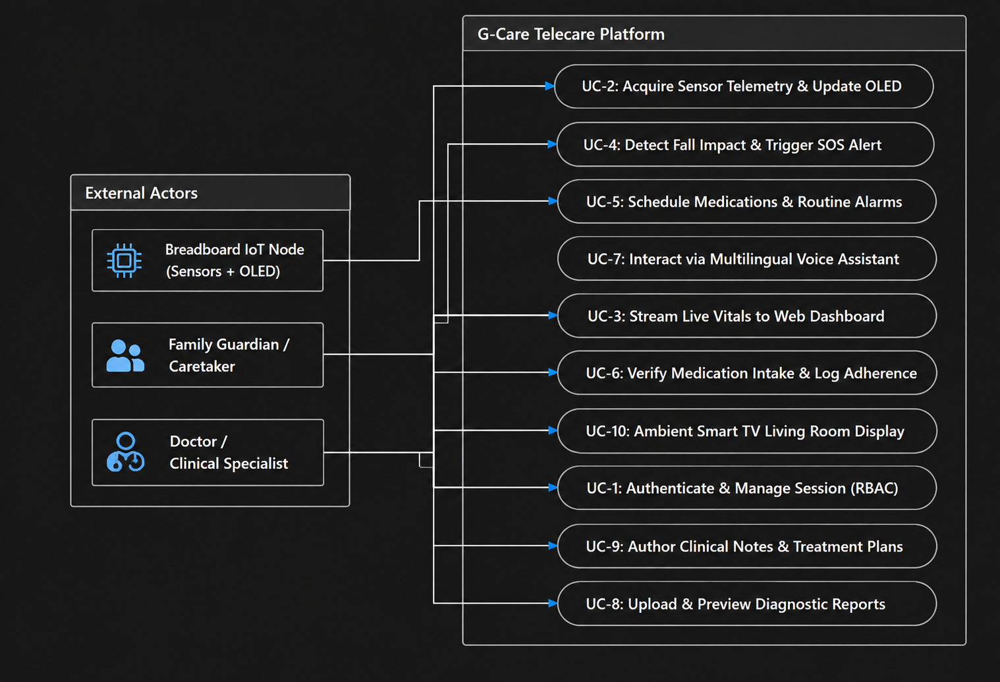 G-Care Telecare Platform
UC-2: Acquire Sensor Telemetry & Update OLED
UC-4: Detect Fall Impact & Trigger SOS Alert
External Actors
UC-5: Schedule Medications & Routine Alarms
Breadboard IoT Node
(Sensors + OLED)
UC-7: Interact via Multilingual Voice Assistant
UC-3: Stream Live Vitals to Web Dashboard
Family Guardian /
Caretaker
UC-6: Verify Medication Intake & Log Adherence
Doctor /
Clinical Specialist
UC-10: Ambient Smart TV Living Room Display
UC-1: Authenticate & Manage Session (RBAC)
UC-9: Author Clinical Notes & Treatment Plans
UC-8: Upload & Preview Diagnostic Reports